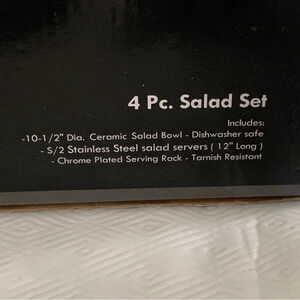 4 Pc. Salad Set
Includes:
-10-1/2" Dia. Ceramic Salad Bowl - Dishwasher safe
- S/2 Stainless Steel salad servers ( 12" Long )
- Chrome Plated Serving Rack - Tarnish Resistant